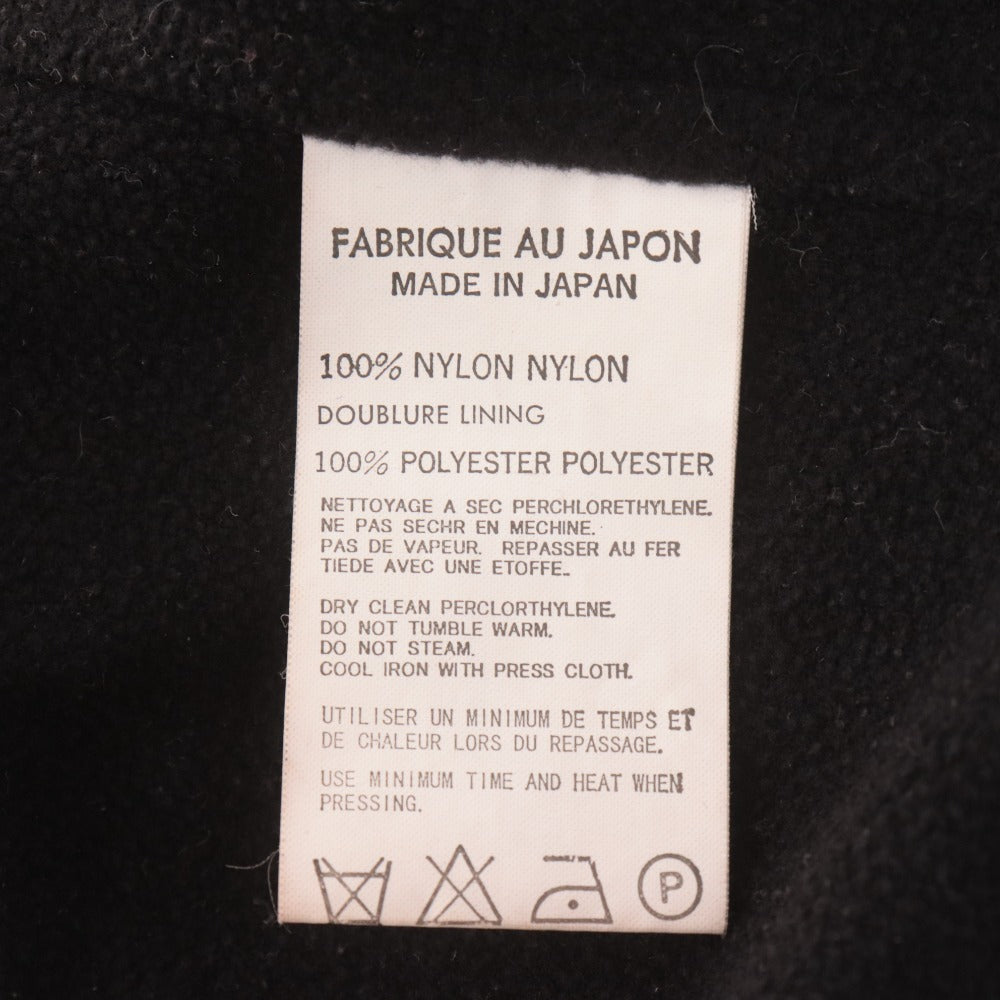 FABRIQUE AU JAPON
MADE IN JAPAN
100% NYLON NYLON
DOUBLURE LINING
100% POLYESTER POLYESTER
NETTOYAGE A SEC PERCHLORETHYLENE.
NE PAS SECHR EN MECHINE.
PAS DE VAPEUR. REPASSER AU FER
TIEDE AVEC UNE ETOFFE.
DRY CLEAN PERCLORTHYLENE.
DO NOT TUMBLE WARM.
DO NOT STEAM.
COOL IRON WITH PRESS CLOTH.
UTILISER UN MINIMUM DE TEMPS ET
DE CHALEUR LORS DU REPASSAGE.
USE MINIMUM TIME AND HEAT WHEN
PRESSING.
P